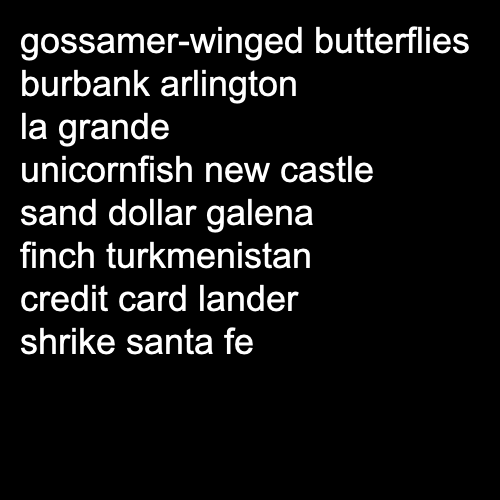 gossamer-winged butterflies
burbank arlington
la grande
unicornfish new castle
sand dollar galena
finch turkmenistan
credit card lander
shrike santa fe